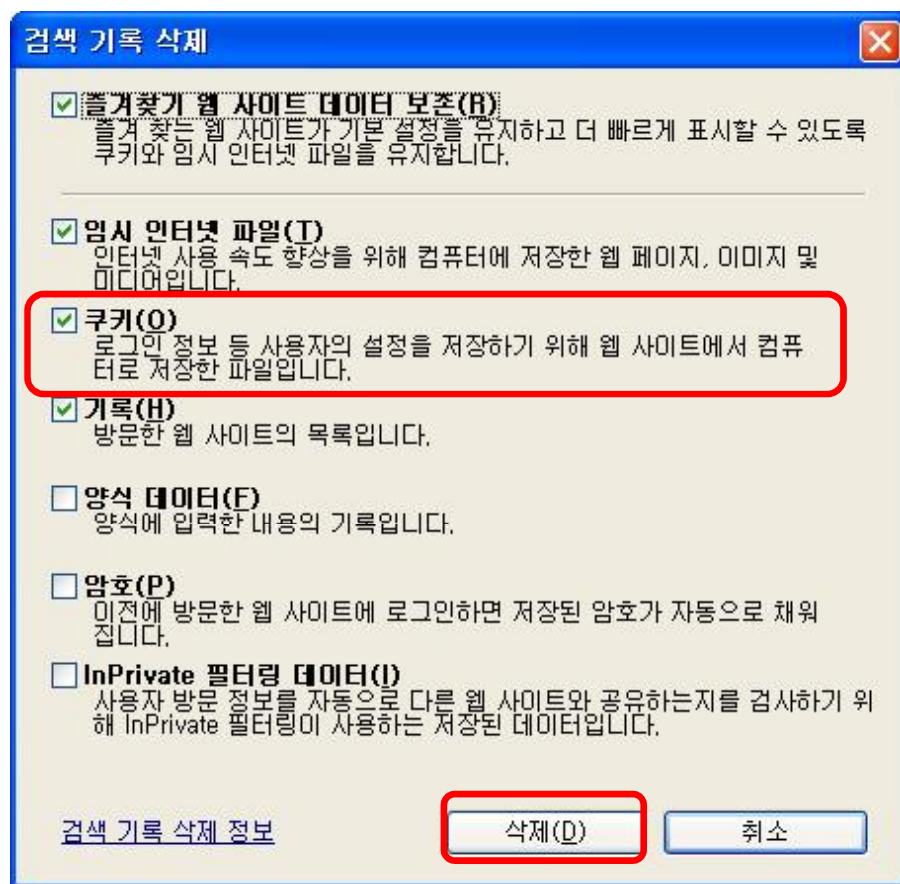 검색 기록 삭제
즐겨찾기 웹 사이트 데이터 보존(R)
즐겨 찾는 웹 사이트가 기본 설정을 유지하고 더 빠르게 표시할 수 있도록
쿠키와 임시 인터넷 파일을 유지합니다.
임시 인터넷 파일(T)
인터넷 사용 속도 향상을 위해 컴퓨터에 저장한 웹 페이지, 이미지 및
미디어입니다.
쿠키(O)
로그인 정보 등 사용자의 설정을 저장하기 위해 웹 사이트에서 컴퓨
터로 저장한 파일입니다.
기록(H)
방문한 웹 사이트의 목록입니다.
양식 데이터(F)
양식에 입력한 내용의 기록입니다.
암호(P)
이전에 방문한 웹 사이트에 로그인하면 저장된 암호가 자동으로 채워
집니다.
InPrivate 필터링 데이터(I)
사용자 방문 정보를 자동으로 다른 웹 사이트와 공유하는지를 검사하기 위
해 InPrivate 필터링이 사용하는 저장된 데이터입니다.
검색 기록 삭제 정보
삭제(D)
취소